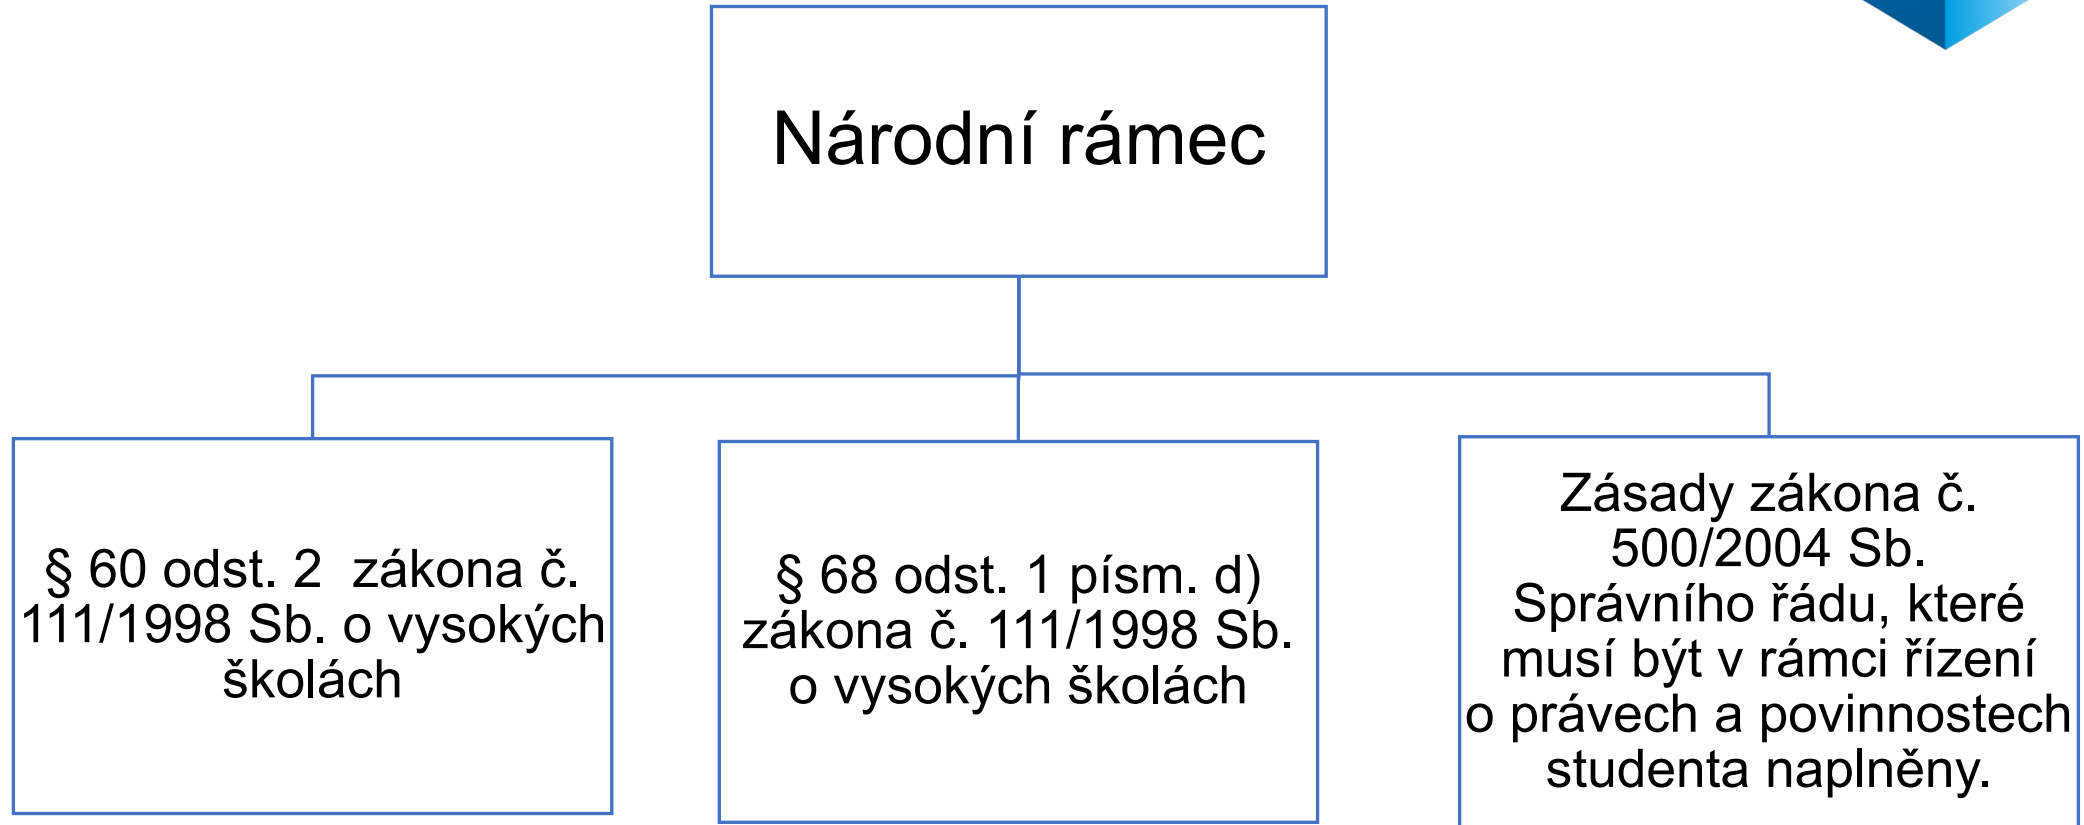 Národní rámec
§ 60 odst. 2  zákona č.
111/1998 Sb. o vysokých
školách
§ 68 odst. 1 písm. d)
zákona č. 111/1998 Sb.
o vysokých školách
Zásady zákona č.
500/2004 Sb.
Správního řádu, které
musí být v rámci řízení
o právech a povinnostech
studenta naplněny.